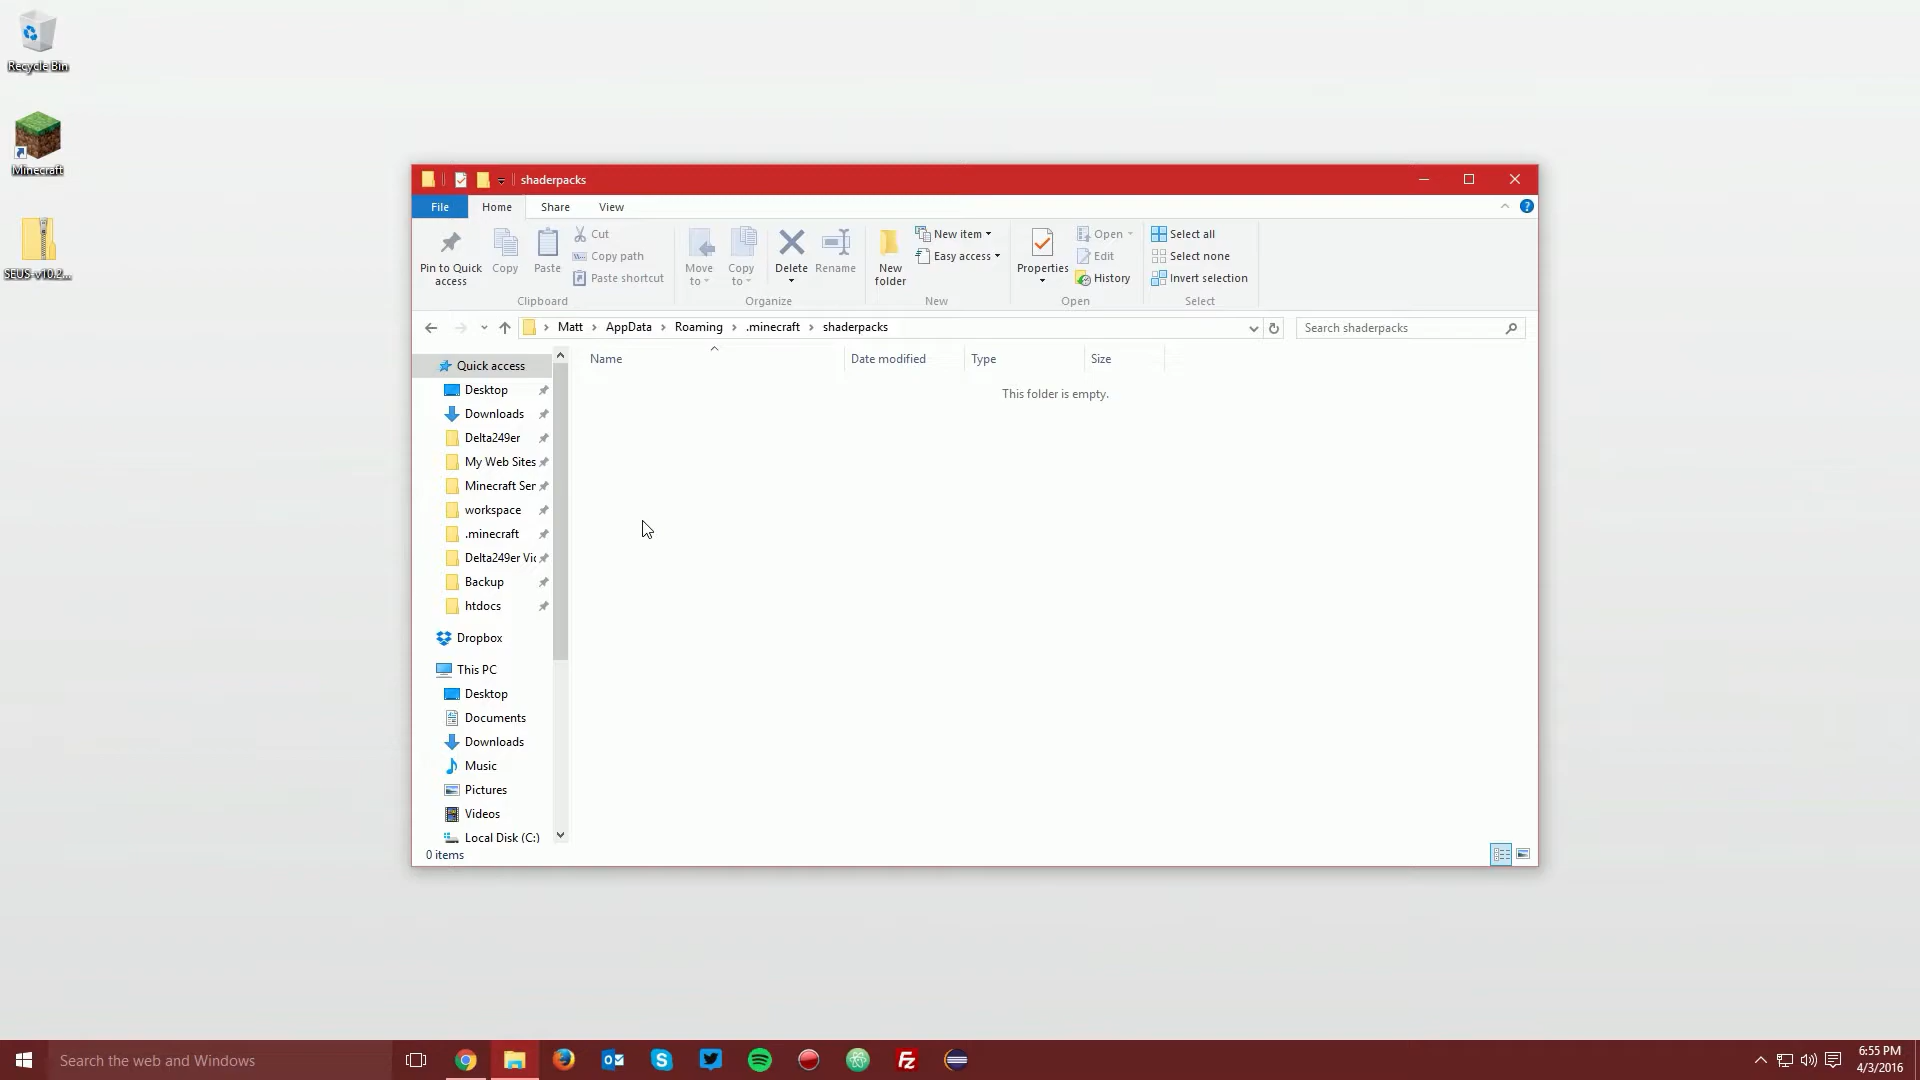 Recycle Bin
Minecraft
SEUS-v10.2...
shaderpacks
File Home Share View
Pin to Quick access
Copy
Paste
Cut
Copy path
Paste shortcut
Clipboard
Move to
Copy to
Delete
Rename
Organize
New folder
New item
Easy access
New
Properties
Open
Edit
History
Open
Select all
Select none
Invert selection
Select
Matt > AppData > Roaming > .minecraft > shaderpacks
Search shaderpacks
Name Date modified Type Size
This folder is empty.
Quick access
Desktop
Downloads
Delta249er
My Web Sites
Minecraft Ser
workspace
.minecraft
Delta249er Vic
Backup
htdocs
Dropbox
This PC
Desktop
Documents
Downloads
Music
Pictures
Videos
Local Disk (C:)
0 items
Search the web and Windows
6:55 PM
4/3/2016